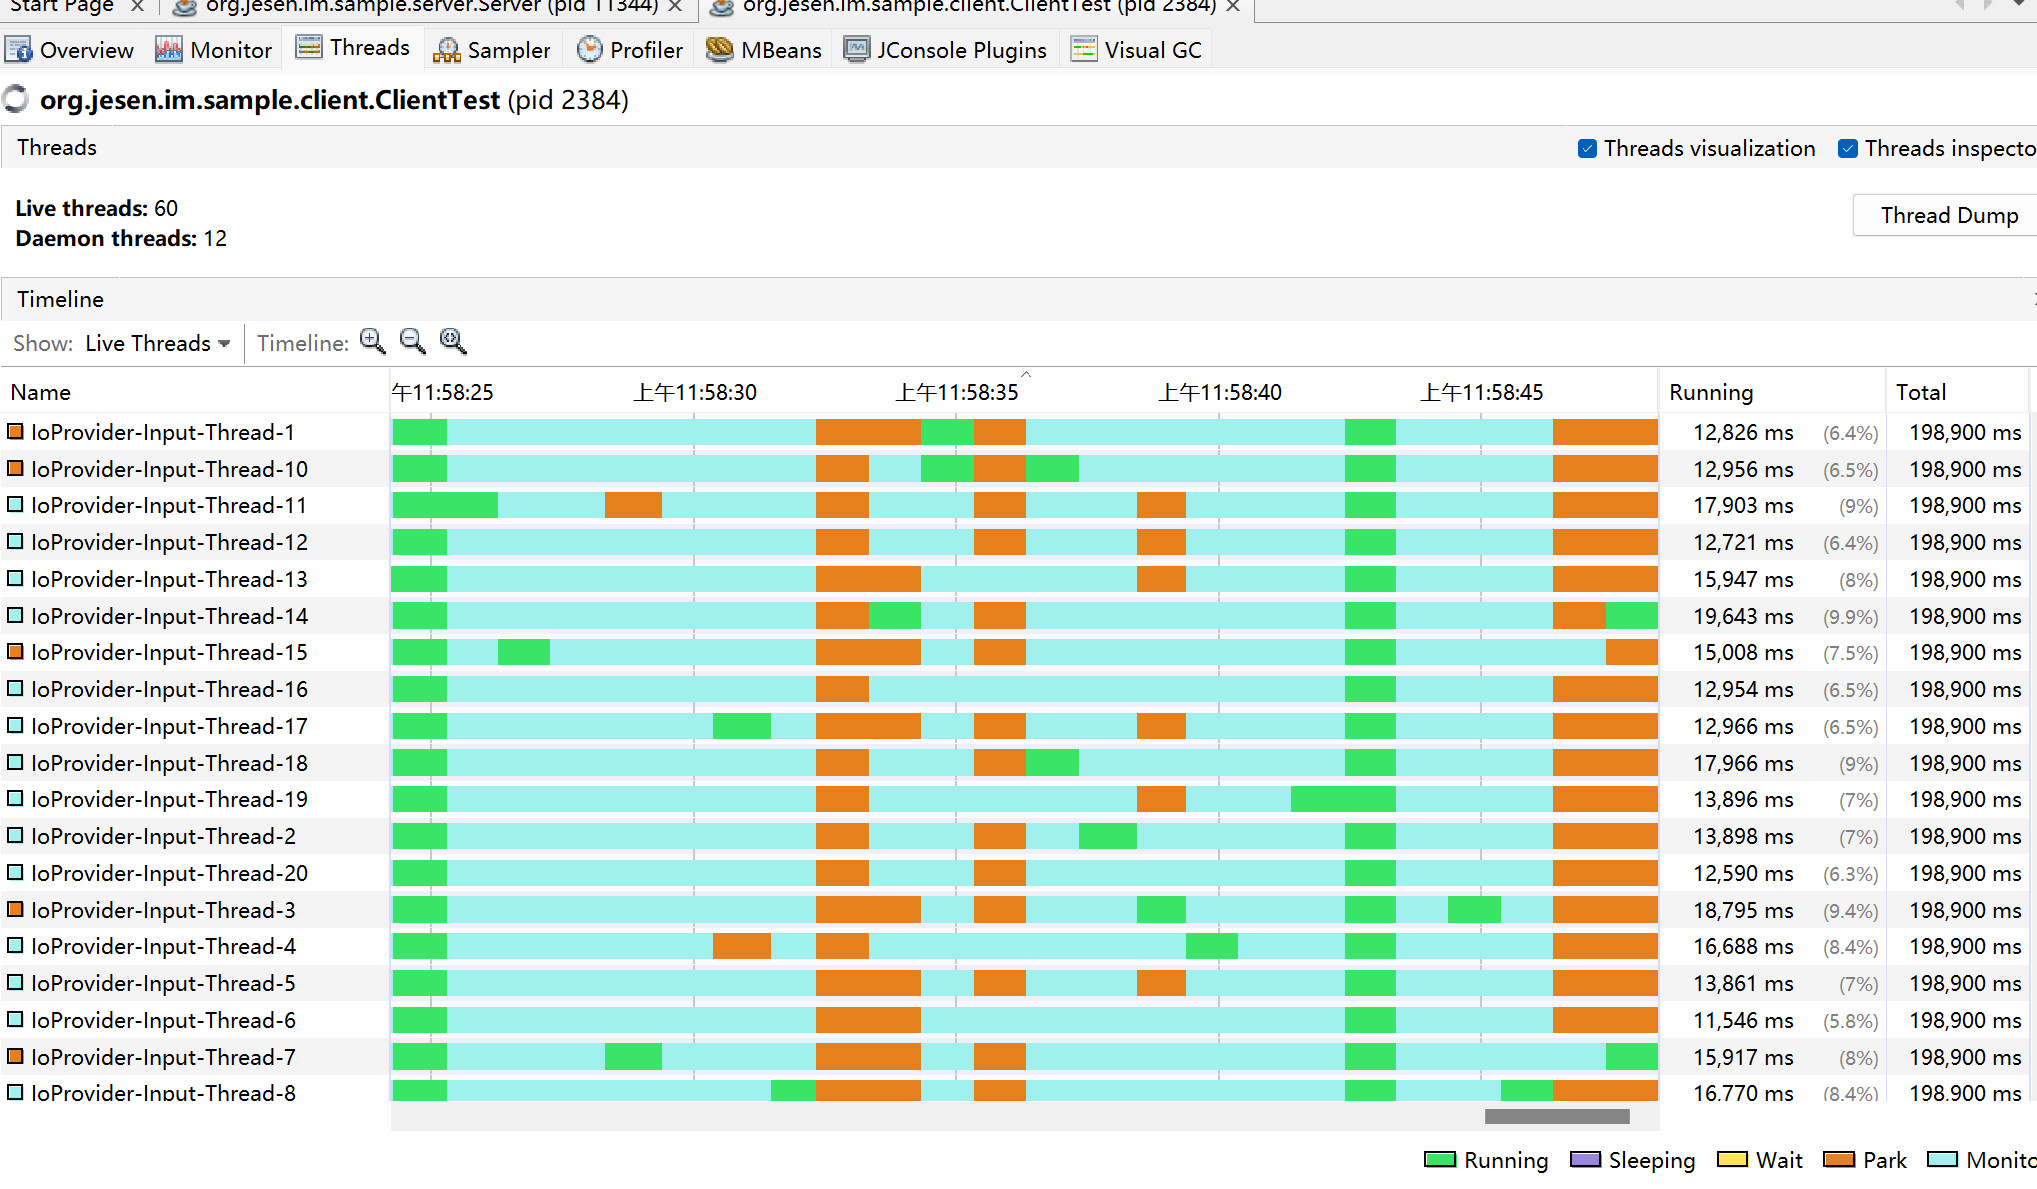 Start Page org.jesen.im.sample.server.Server (pid 11344) org.jesen.im.sample.client.ClientTest (pid 2384)
Overview Monitor Threads Sampler Profiler MBeans JConsole Plugins Visual GC
org.jesen.im.sample.client.ClientTest (pid 2384)
Threads Threads visualization Threads inspecto
Live threads: 60
Daemon threads: 12
Thread Dump
Timeline
Show: Live Threads Timeline:
Name 午11:58:25 上午11:58:30 上午11:58:35 上午11:58:40 上午11:58:45 Running Total
IoProvider-Input-Thread-1 12,826 ms (6.4%) 198,900 ms
IoProvider-Input-Thread-10 12,956 ms (6.5%) 198,900 ms
IoProvider-Input-Thread-11 17,903 ms (9%) 198,900 ms
IoProvider-Input-Thread-12 12,721 ms (6.4%) 198,900 ms
IoProvider-Input-Thread-13 15,947 ms (8%) 198,900 ms
IoProvider-Input-Thread-14 19,643 ms (9.9%) 198,900 ms
IoProvider-Input-Thread-15 15,008 ms (7.5%) 198,900 ms
IoProvider-Input-Thread-16 12,954 ms (6.5%) 198,900 ms
IoProvider-Input-Thread-17 12,966 ms (6.5%) 198,900 ms
IoProvider-Input-Thread-18 17,966 ms (9%) 198,900 ms
IoProvider-Input-Thread-19 13,896 ms (7%) 198,900 ms
IoProvider-Input-Thread-2 13,898 ms (7%) 198,900 ms
IoProvider-Input-Thread-20 12,590 ms (6.3%) 198,900 ms
IoProvider-Input-Thread-3 18,795 ms (9.4%) 198,900 ms
IoProvider-Input-Thread-4 16,688 ms (8.4%) 198,900 ms
IoProvider-Input-Thread-5 13,861 ms (7%) 198,900 ms
IoProvider-Input-Thread-6 11,546 ms (5.8%) 198,900 ms
IoProvider-Input-Thread-7 15,917 ms (8%) 198,900 ms
IoProvider-Input-Thread-8 16,770 ms (8.4%) 198,900 ms
Running Sleeping Wait Park Monito